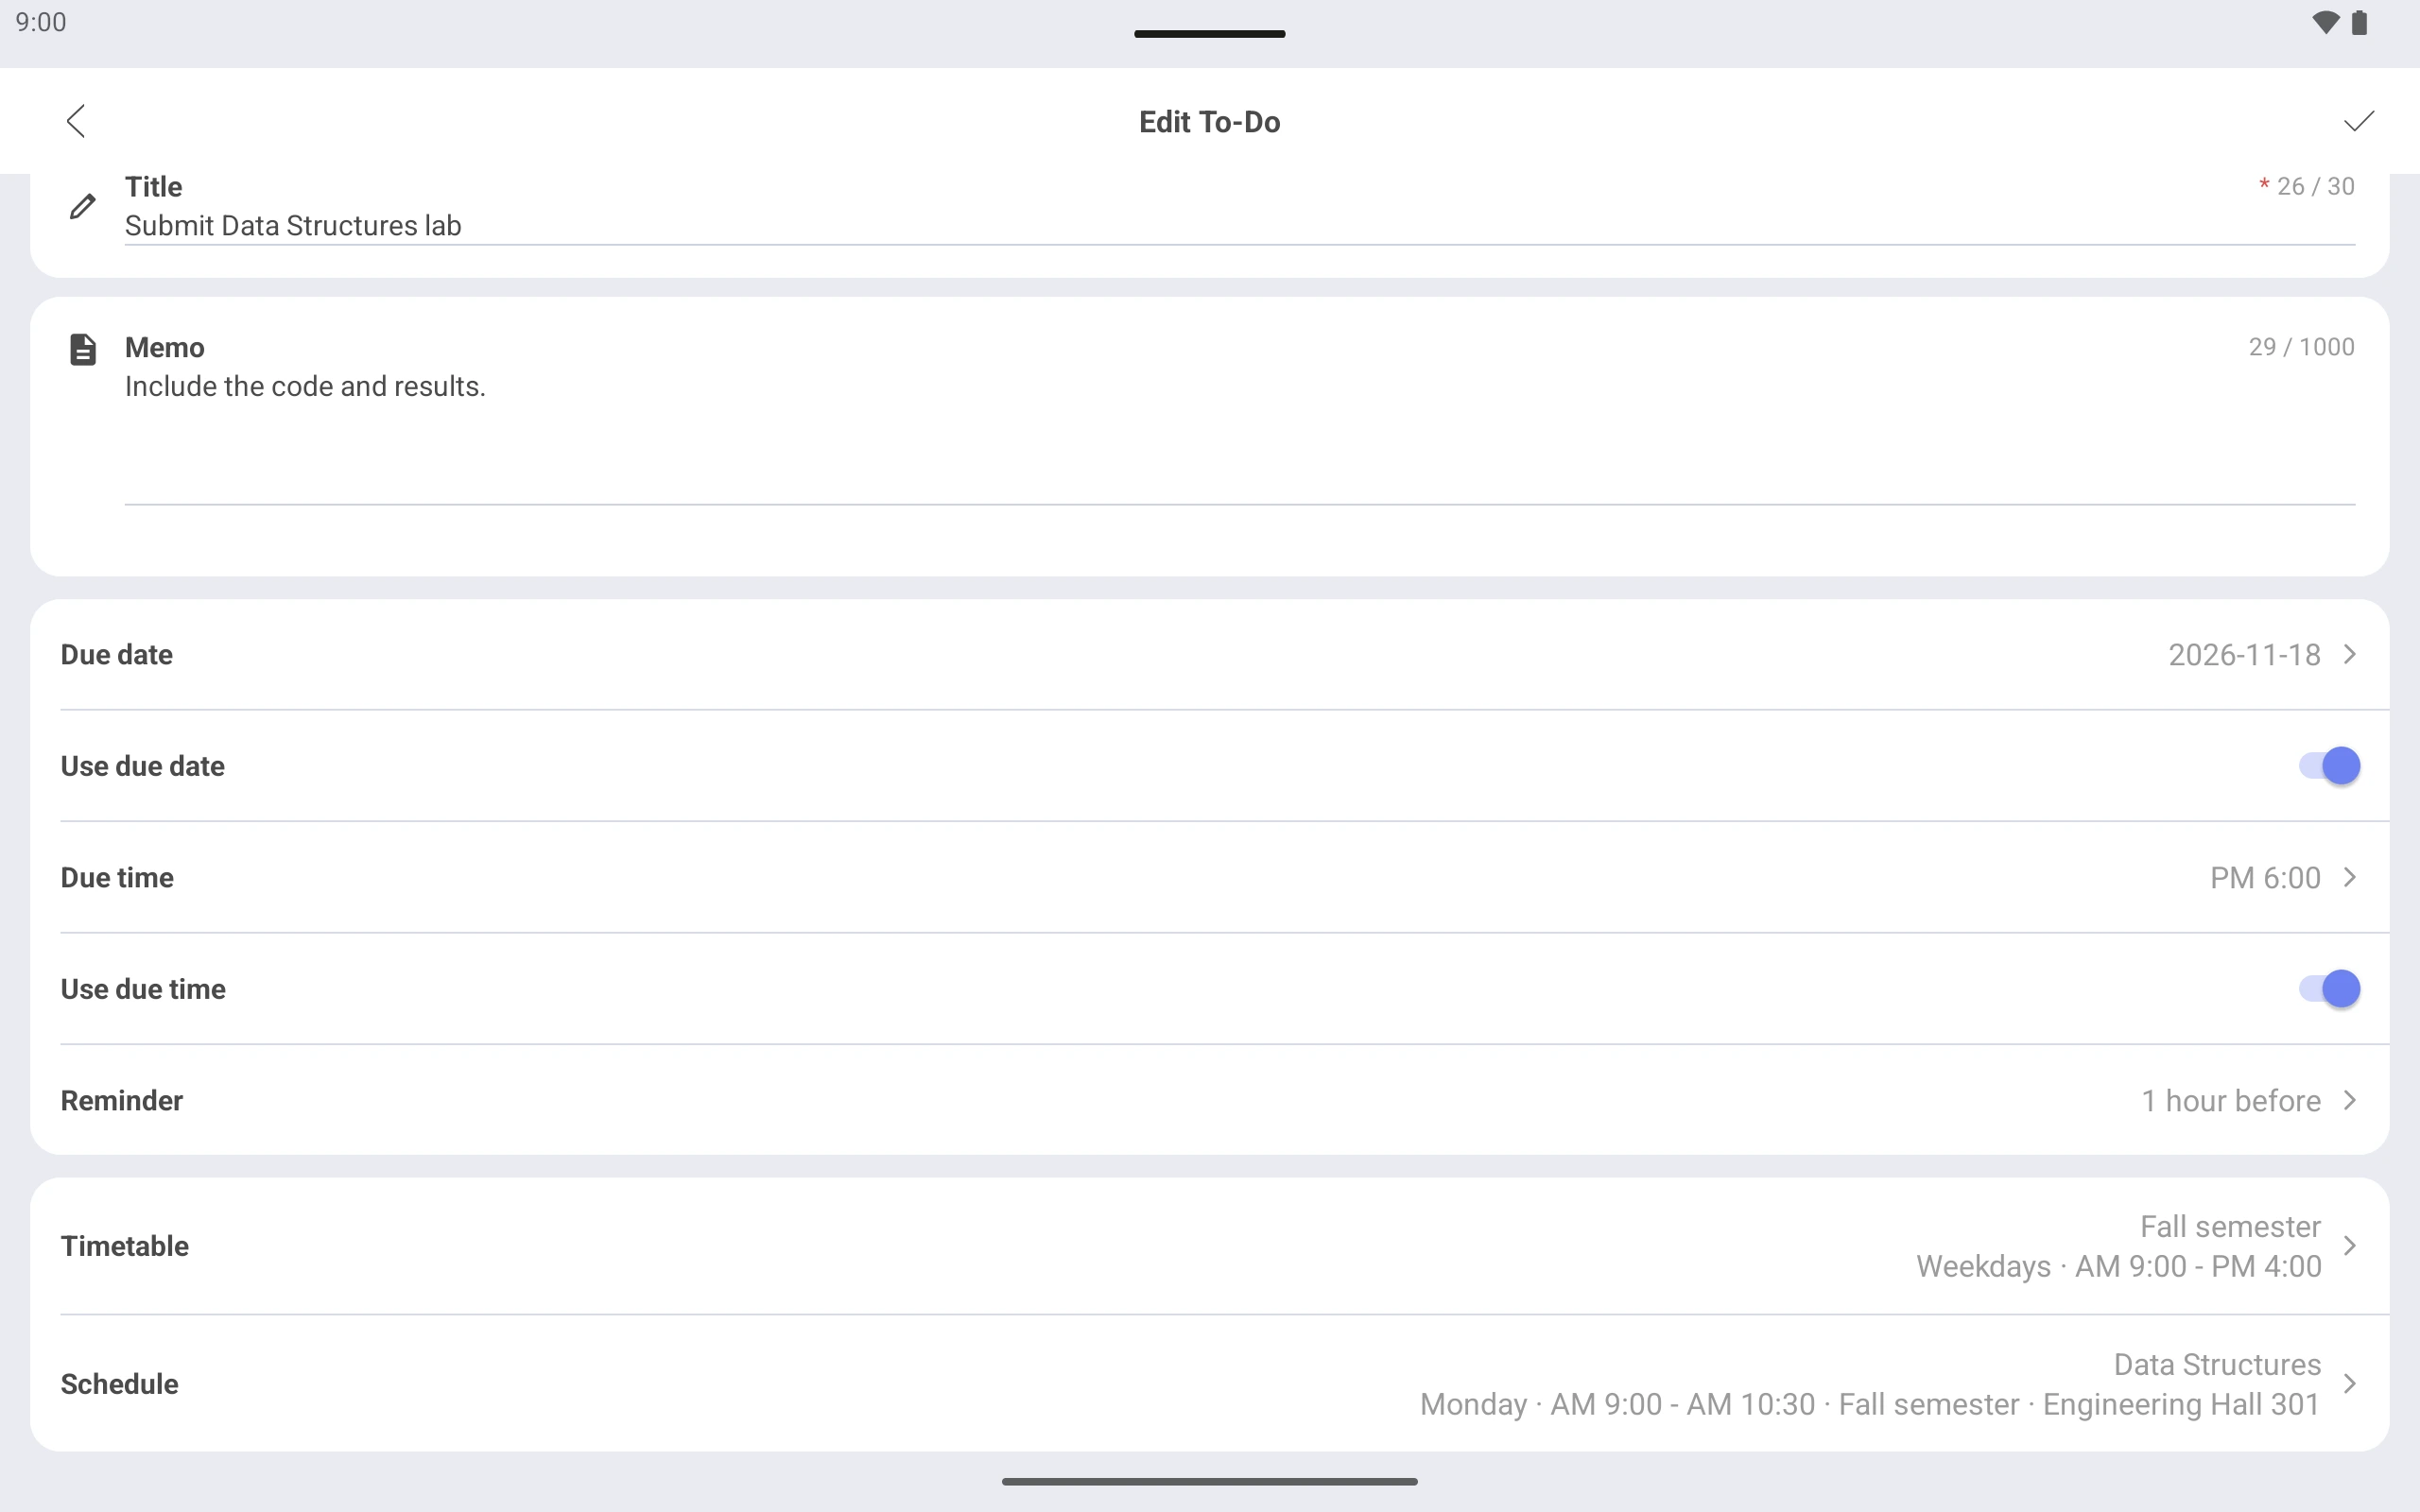 9:00
Edit To-Do
Title
* 26 / 30
Submit Data Structures lab
Memo
29 / 1000
Include the code and results.
Due date
2026-11-18
Use due date
Due time
PM 6:00
Use due time
Reminder
1 hour before
Timetable
Fall semester
Weekdays · AM 9:00 - PM 4:00
Schedule
Data Structures
Monday · AM 9:00 - AM 10:30 · Fall semester · Engineering Hall 301